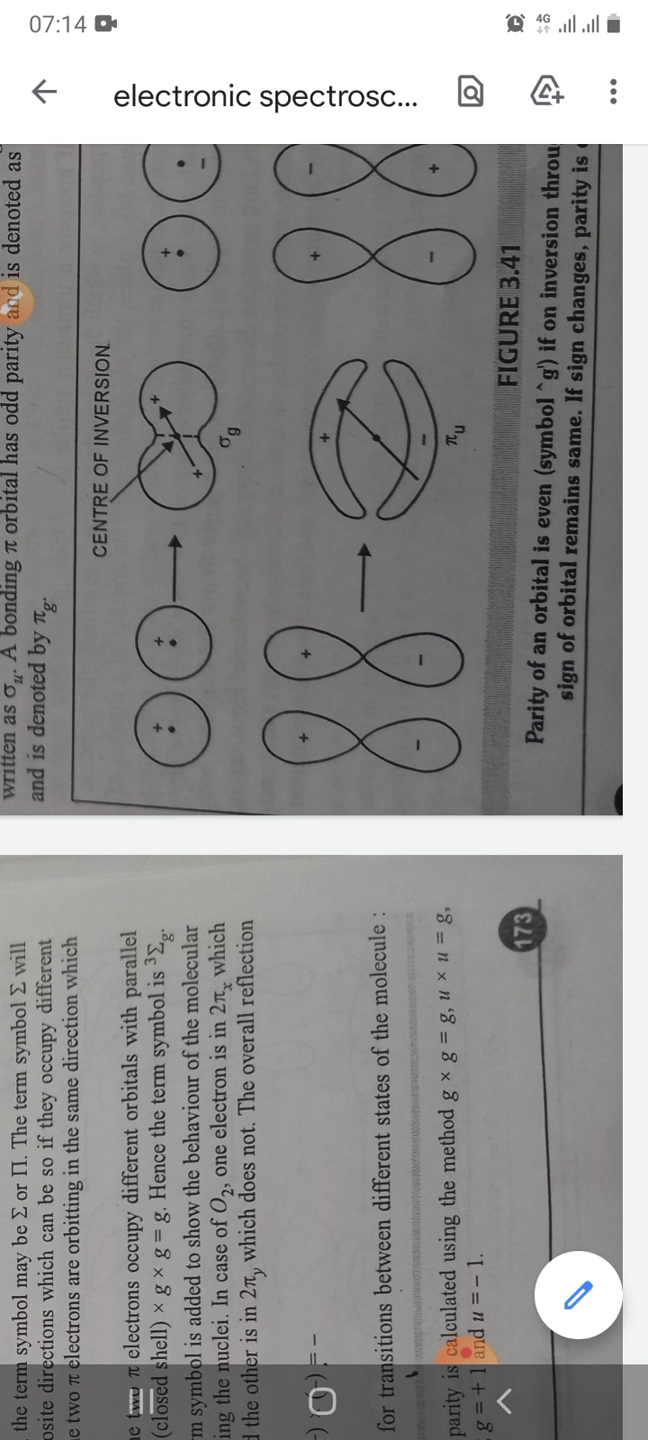 07:14
4G
electronic spectrosc...
written as σᵤ. A bonding π orbital has odd parity and is denoted as
and is denoted by π_g.
CENTRE OF INVERSION
+ + + + + -
σ_g
+ + + + -
- - - - +
πᵤ
FIGURE 3.41
Parity of an orbital is even (symbol ^g') if on inversion throu
sign of orbital remains same. If sign changes, parity is
the term symbol may be Σ or Π. The term symbol Σ will
osite directions which can be so if they occupy different
e two π electrons are orbitting in the same direction which
e two π electrons occupy different orbitals with parallel
(closed shell) × g × g = g. Hence the term symbol is ³Σ_g.
m symbol is added to show the behaviour of the molecular
ing the nuclei. In case of O₂, one electron is in 2πₓ which
d the other is in 2π_y which does not. The overall reflection
-) × (-) = -
for transitions between different states of the molecule :
parity is calculated using the method g × g = g, u × u = g,
g = + 1 and u = - 1.
173